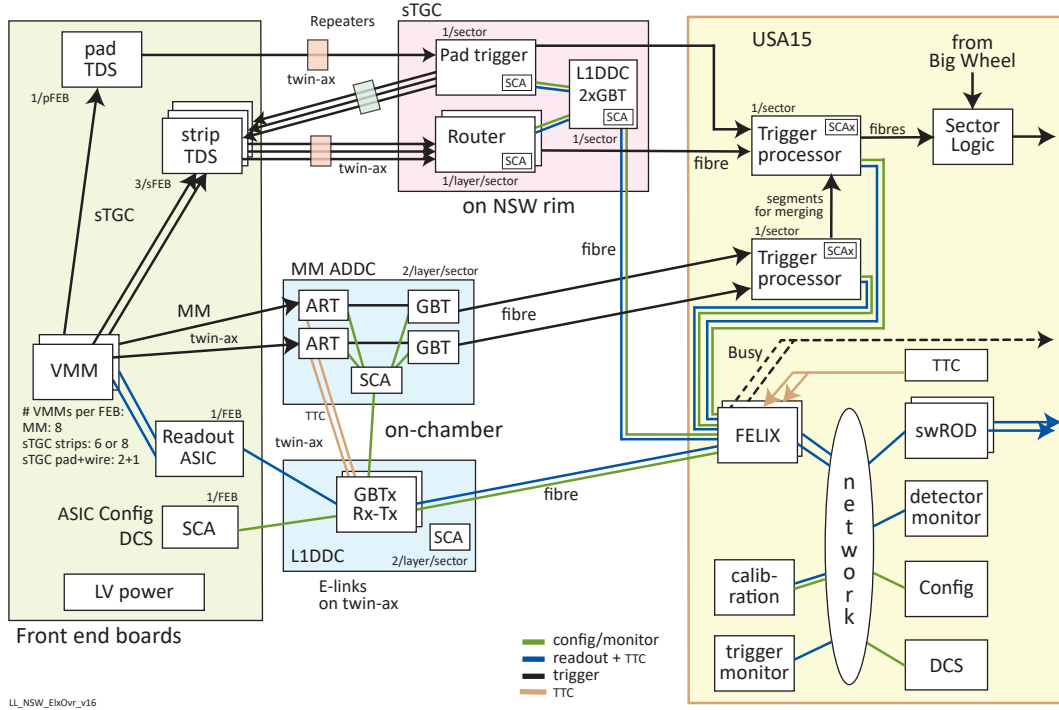 Repeaters
sTGC
USA15
1/sector
pad
TDS
Pad trigger
SCA
twin-ax
1/pFEB
L1DDC
2xGBT
SCA
1/sector
from
Big Wheel
1/sector
SCAx
Trigger
processor
fibres
Sector
Logic
strip
TDS
3/sFEB
twin-ax
Router
SCA
1/layer/sector
fibre
on NSW rim
sTGC
segments
for merging
1/sector
SCAx
Trigger
processor
fibre
MM ADDC
2/layer/sector
MM
twin-ax
ART
GBT
ART
GBT
fibre
SCA
VMM
Busy
TTC
# VMMs per FEB:
MM: 8
sTGC strips: 6 or 8
sTGC pad+wire: 2+1
1/FEB
Readout
ASIC
TTC
twin-ax
on-chamber
FELIX
swROD
1/FEB
ASIC Config
DCS
SCA
GBTx
Rx-Tx
SCA
L1DDC
2/layer/sector
fibre
network
detector
monitor
LV power
E-links
on twin-ax
calib-
ration
Config
Front end boards
config/monitor
readout + TTC
trigger
TTC
trigger
monitor
DCS
LL_NSW_ElxOvr_v16